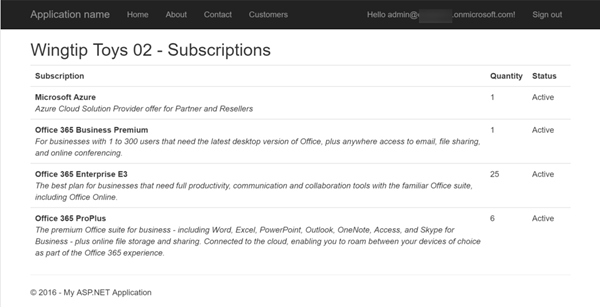 Application name Home About Contact Customers Hello admin@ .onmicrosoft.com! Sign out
Wingtip Toys 02 - Subscriptions
Subscription Quantity Status
Microsoft Azure 1 Active
Azure Cloud Solution Provider offer for Partner and Resellers
Office 365 Business Premium 1 Active
For businesses with 1 to 300 users that need the latest desktop version of Office, plus anywhere access to email, file sharing,
and online conferencing.
Office 365 Enterprise E3 25 Active
The best plan for businesses that need full productivity, communication and collaboration tools with the familiar Office suite,
including Office Online.
Office 365 ProPlus 6 Active
The premium Office suite for business - including Word, Excel, PowerPoint, Outlook, OneNote, Access, and Skype for
Business - plus online file storage and sharing. Connected to the cloud, enabling you to roam between your devices of choice
as part of the Office 365 experience.
© 2016 - My ASP.NET Application